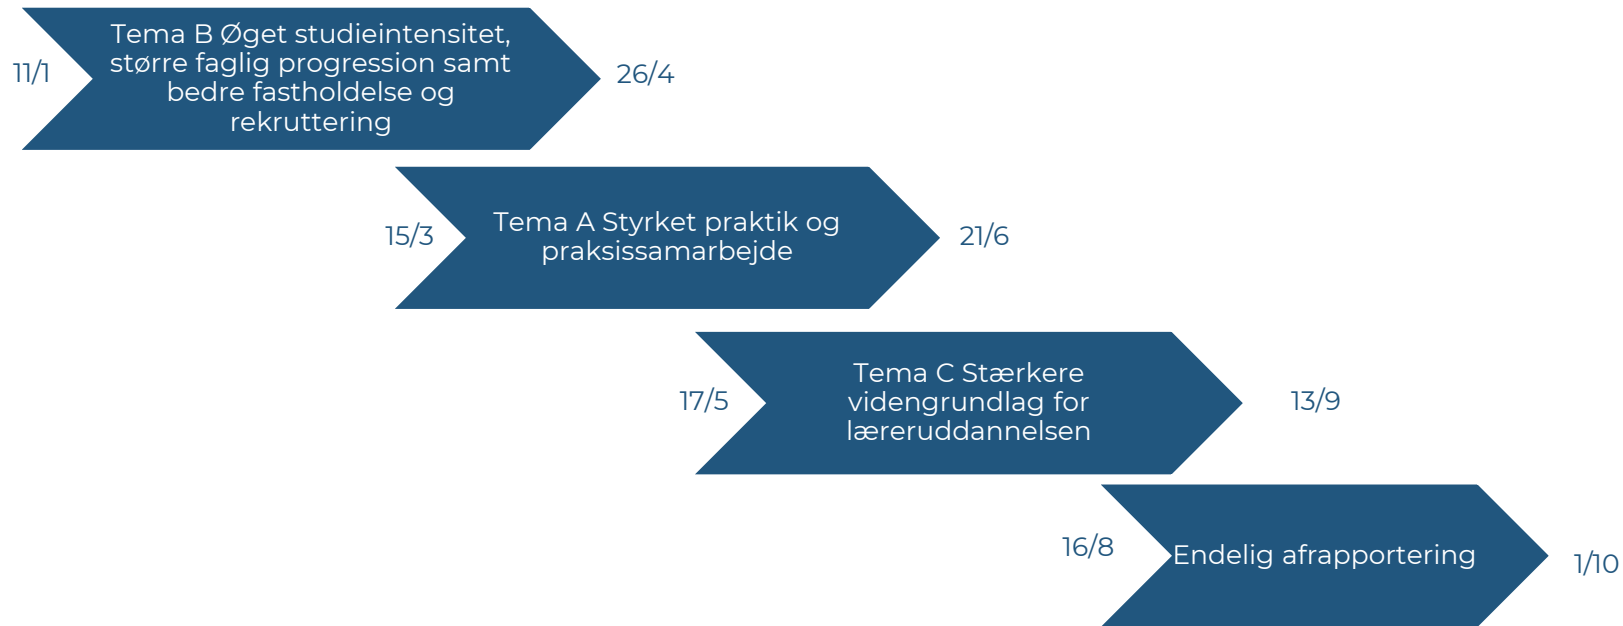 11/1
Tema B Øget studieintensitet,
større faglig progression samt
bedre fastholdelse og
rekruttering
26/4
15/3
Tema A Styrket praktik og
praksissamarbejde
21/6
17/5
Tema C Stærkere
videngrundlag for
læreruddannelsen
13/9
16/8
Endelig afrapportering
1/10